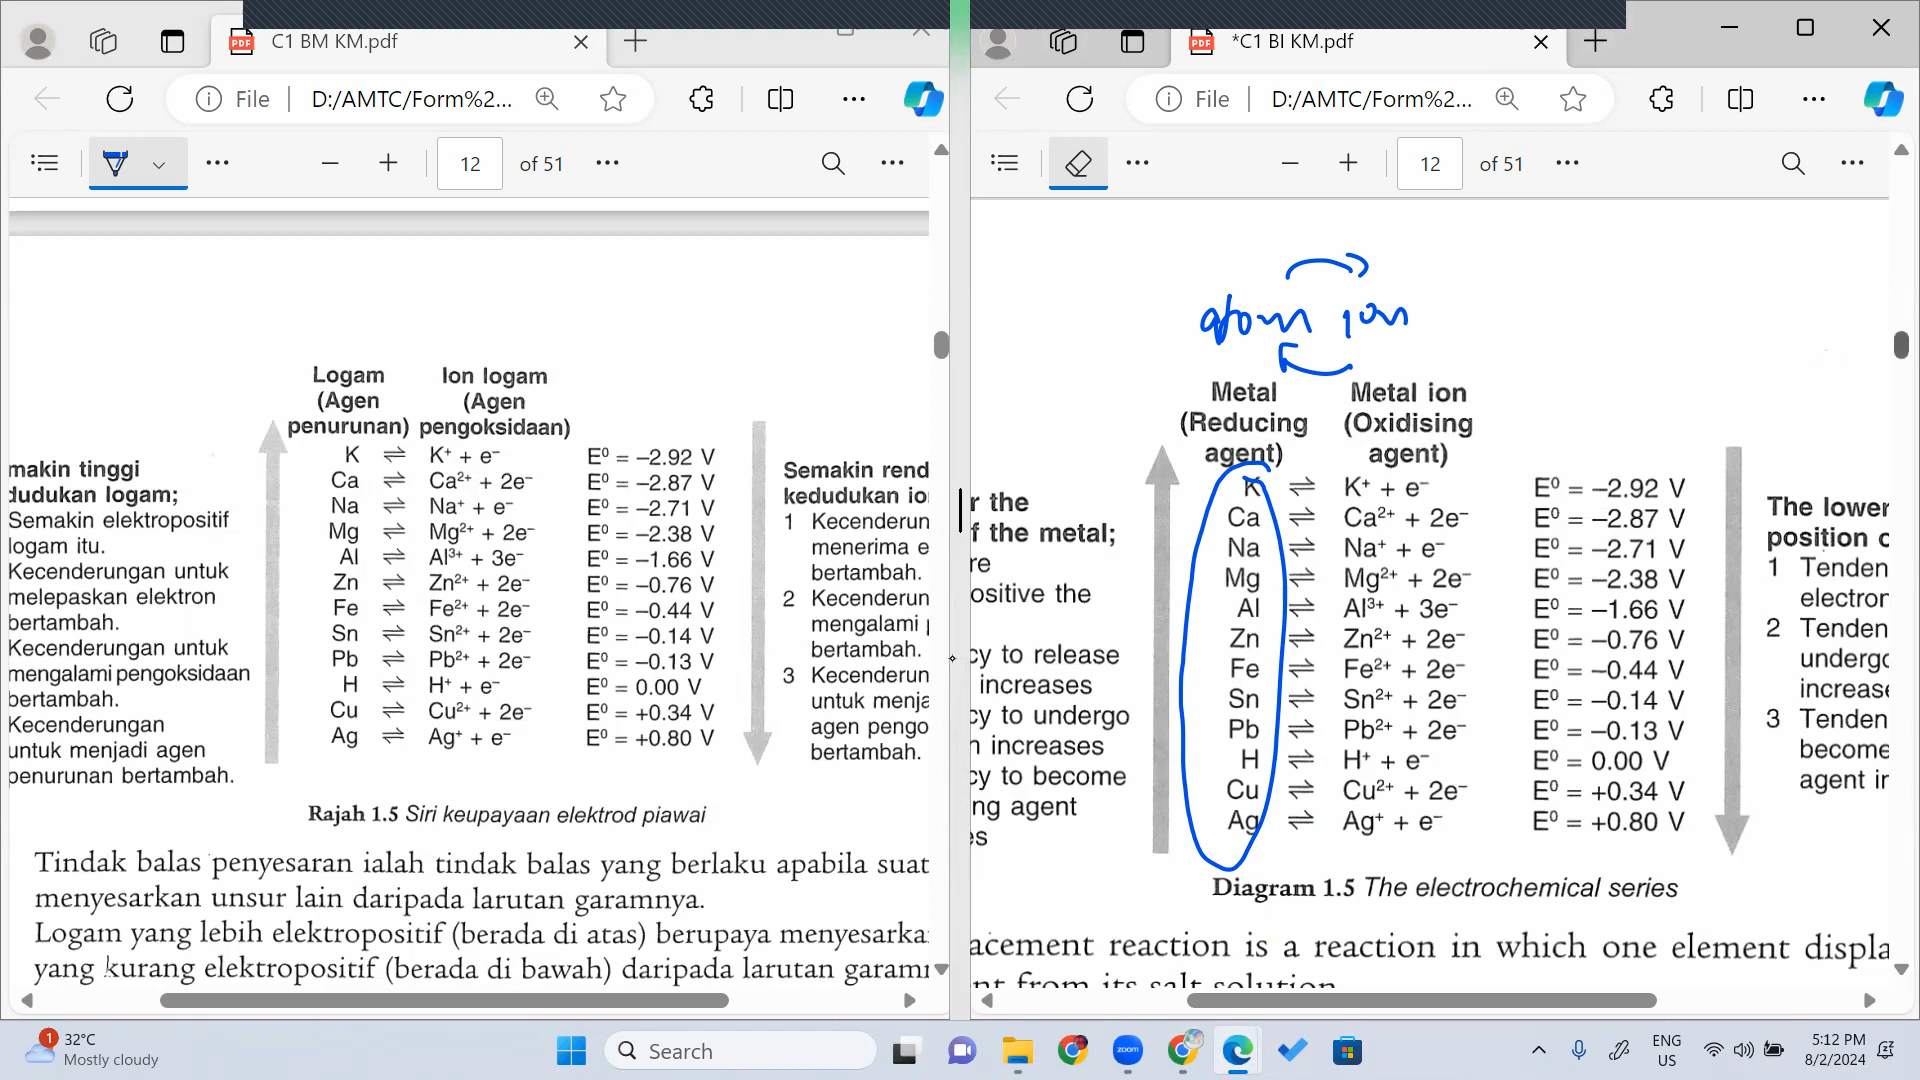 C1 BM KM.pdf
File D:/AMTC/Form%2...
12 of 51
Logam Ion logam
(Agen (Agen
penurunan) pengoksidaan)
makin tinggi
dudukan logam;
Semakin elektropositif
logam itu.
Kecenderungan untuk
melepaskan elektron
bertambah.
Kecenderungan untuk
mengalami pengoksidaan
bertambah.
Kecenderungan
untuk menjadi agen
penurunan bertambah.
K ⇌ K⁺ + e⁻ E⁰ = –2.92 V
Ca ⇌ Ca²⁺ + 2e⁻ E⁰ = –2.87 V
Na ⇌ Na⁺ + e⁻ E⁰ = –2.71 V
Mg ⇌ Mg²⁺ + 2e⁻ E⁰ = –2.38 V
Al ⇌ Al³⁺ + 3e⁻ E⁰ = –1.66 V
Zn ⇌ Zn²⁺ + 2e⁻ E⁰ = –0.76 V
Fe ⇌ Fe²⁺ + 2e⁻ E⁰ = –0.44 V
Sn ⇌ Sn²⁺ + 2e⁻ E⁰ = –0.14 V
Pb ⇌ Pb²⁺ + 2e⁻ E⁰ = –0.13 V
H ⇌ H⁺ + e⁻ E⁰ = 0.00 V
Cu ⇌ Cu²⁺ + 2e⁻ E⁰ = +0.34 V
Ag ⇌ Ag⁺ + e⁻ E⁰ = +0.80 V
Semakin rend
kedudukan io
1 Kecenderun
menerima e
bertambah.
2 Kecenderun
mengalami
bertambah.
3 Kecenderun
untuk menja
agen pengo
bertambah.
Rajah 1.5 Siri keupayaan elektrod piawai
Tindak balas penyesaran ialah tindak balas yang berlaku apabila suat
menyesarkan unsur lain daripada larutan garamnya.
Logam yang lebih elektropositif (berada di atas) berupaya menyesarka
yang kurang elektropositif (berada di bawah) daripada larutan garam
*C1 BI KM.pdf
File D:/AMTC/Form%2...
12 of 51
atom ion
Metal Metal ion
(Reducing (Oxidising
agent) agent)
r the
f the metal;
re
ositive the
cy to release
increases
cy to undergo
n increases
cy to become
ng agent
es
K ⇌ K⁺ + e⁻ E⁰ = –2.92 V
Ca ⇌ Ca²⁺ + 2e⁻ E⁰ = –2.87 V
Na ⇌ Na⁺ + e⁻ E⁰ = –2.71 V
Mg ⇌ Mg²⁺ + 2e⁻ E⁰ = –2.38 V
Al ⇌ Al³⁺ + 3e⁻ E⁰ = –1.66 V
Zn ⇌ Zn²⁺ + 2e⁻ E⁰ = –0.76 V
Fe ⇌ Fe²⁺ + 2e⁻ E⁰ = –0.44 V
Sn ⇌ Sn²⁺ + 2e⁻ E⁰ = –0.14 V
Pb ⇌ Pb²⁺ + 2e⁻ E⁰ = –0.13 V
H ⇌ H⁺ + e⁻ E⁰ = 0.00 V
Cu ⇌ Cu²⁺ + 2e⁻ E⁰ = +0.34 V
Ag ⇌ Ag⁺ + e⁻ E⁰ = +0.80 V
The lower
position o
1 Tenden
electron
2 Tenden
undergo
increase
3 Tenden
become
agent in
Diagram 1.5 The electrochemical series
acement reaction is a reaction in which one element displa
nt from its salt solution.
1 32°C
Mostly cloudy
Search
zoom
ENG
US
5:12 PM
8/2/2024